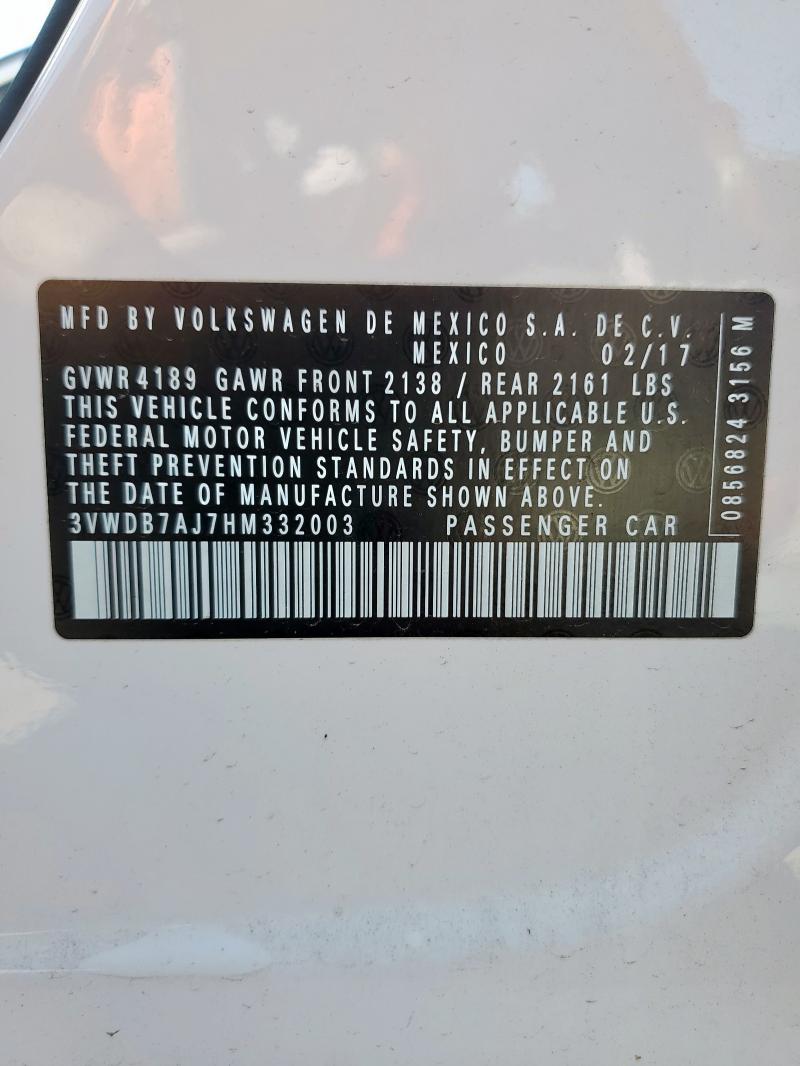 MFD BY VOLKSWAGEN DE MEXICO S.A. DE C.V.
MEXICO 02/17
GVWR 4189 GAWR FRONT 2138 / REAR 2161 LBS
THIS VEHICLE CONFORMS TO ALL APPLICABLE U.S.
FEDERAL MOTOR VEHICLE SAFETY, BUMPER AND
THEFT PREVENTION STANDARDS IN EFFECT ON
THE DATE OF MANUFACTURE SHOWN ABOVE.
3VWDB7AJ7HM332003 PASSENGER CAR
0856824 3156 M